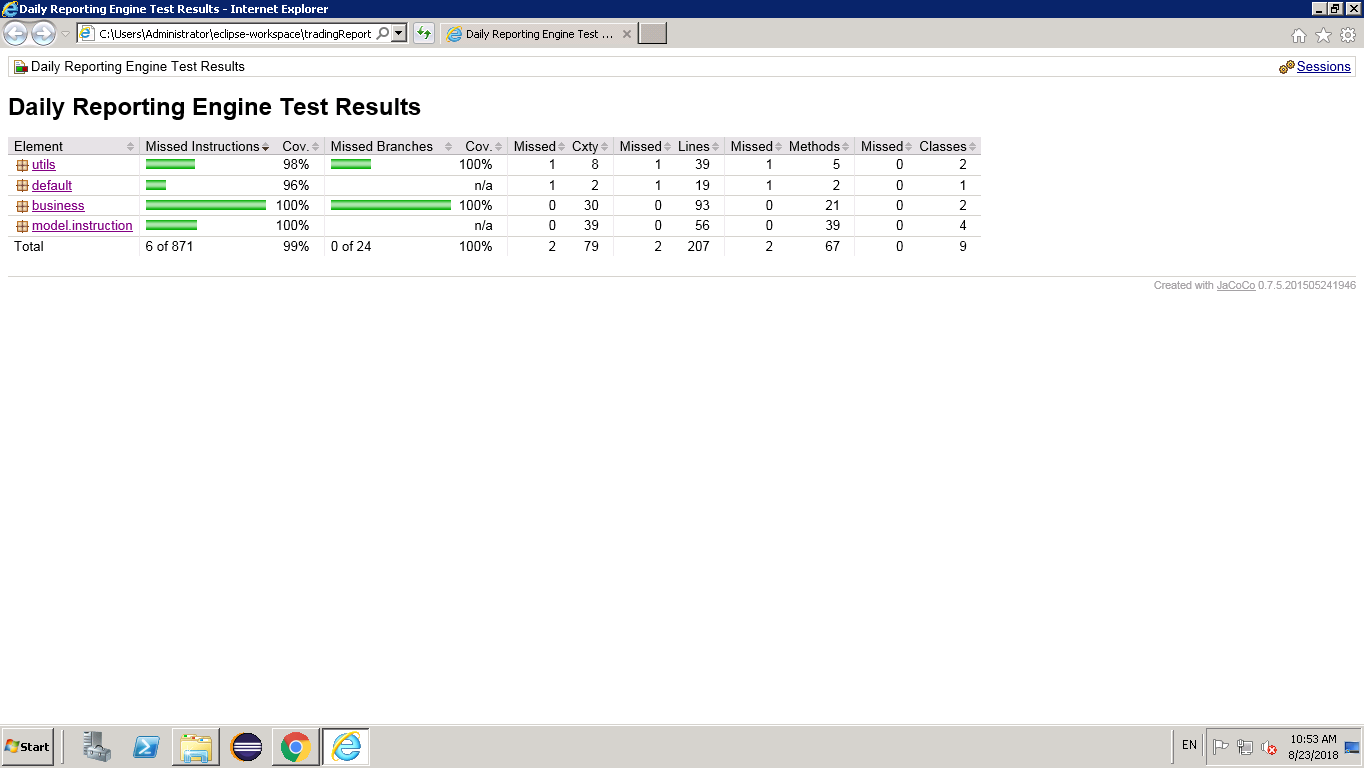 Daily Reporting Engine Test Results - Internet Explorer
C:\Users\Administrator\eclipse-workspace\tradingReport
Daily Reporting Engine Test ...
Daily Reporting Engine Test Results
Sessions
Daily Reporting Engine Test Results
Element Missed Instructions Cov. Missed Branches Cov. Missed Cxty Missed Lines Missed Methods Missed Classes
utils 98% 100% 1 8 1 39 1 5 0 2
default 96% n/a 1 2 1 19 1 2 0 1
business 100% 100% 0 30 0 93 0 21 0 2
model.instruction 100% n/a 0 39 0 56 0 39 0 4
Total 6 of 871 99% 0 of 24 100% 2 79 2 207 2 67 0 9
Created with JaCoCo 0.7.5.201505241946
Start
EN
10:53 AM
8/23/2018